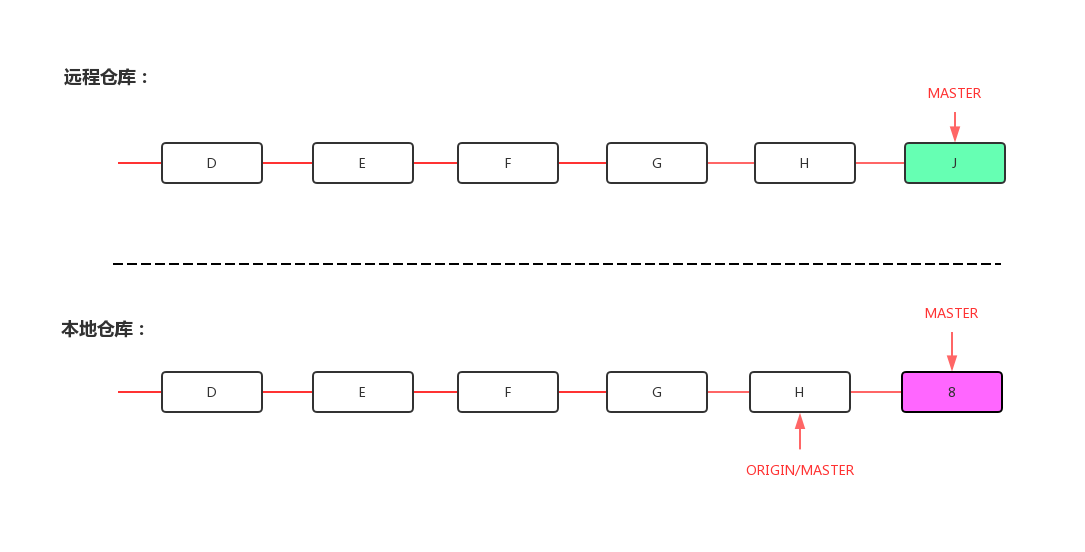 远程仓库：
MASTER
D
E
F
G
H
J
本地仓库：
MASTER
D
E
F
G
H
8
ORIGIN/MASTER